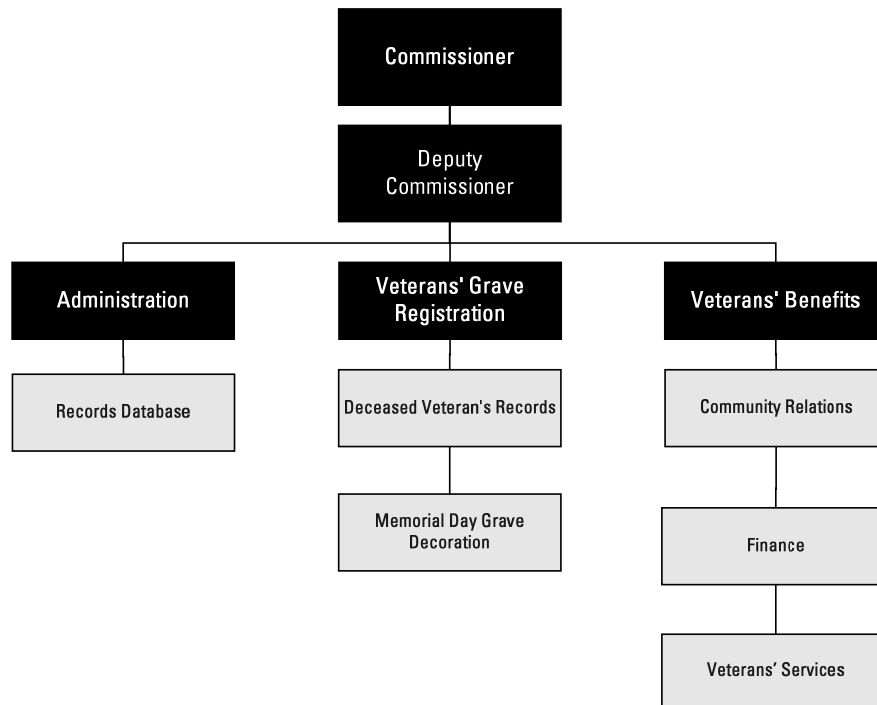 Commissioner
Deputy
Commissioner
Administration
Veterans' Grave
Registration
Veterans' Benefits
Records Database
Deceased Veteran's Records
Community Relations
Memorial Day Grave
Decoration
Finance
Veterans’ Services